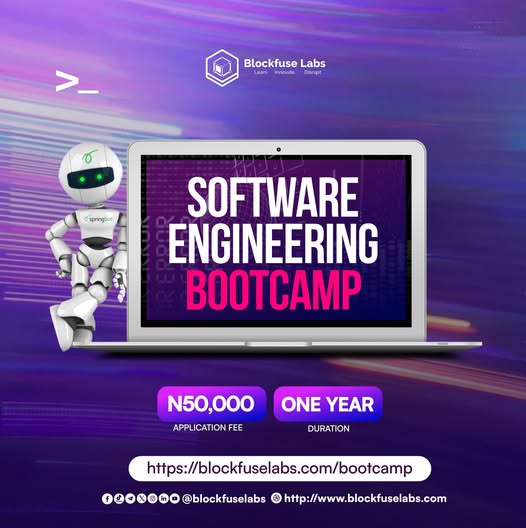 >_
Blockfuse Labs
Learn Innovate Disrupt
springbot
SOFTWARE
ENGINEERING
BOOTCAMP
N50,000
ONE YEAR
APPLICATION FEE
DURATION
https://blockfuselabs.com/bootcamp
@blockfuselabs http://www.blockfuselabs.com